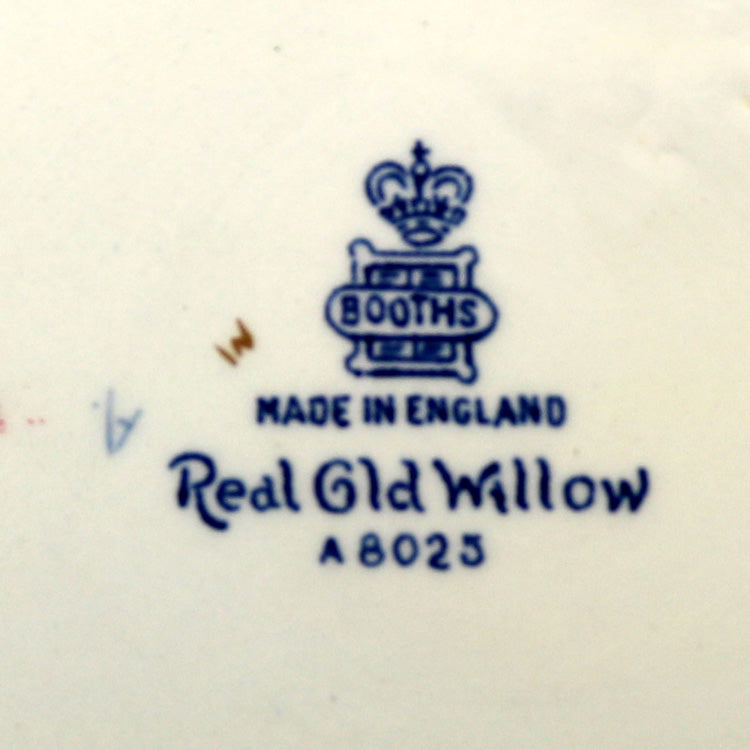 BOOTHS
MADE IN ENGLAND
Real Old Willow
A 8025